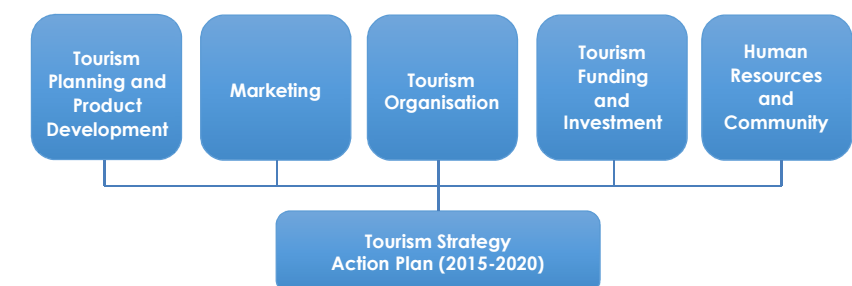 Tourism
Planning and
Product
Development
Marketing
Tourism
Organisation
Tourism
Funding
and
Investment
Human
Resources
and
Community
Tourism Strategy
Action Plan (2015-2020)